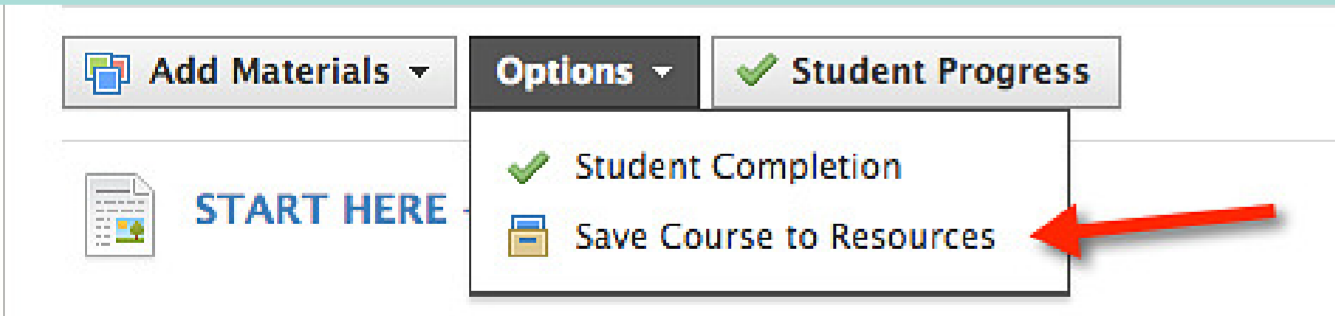 Add Materials
Options
Student Progress
Student Completion
START HERE -
Save Course to Resources